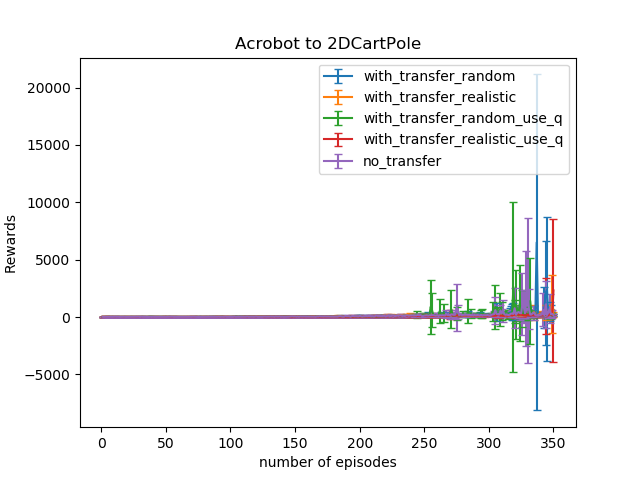 Acrobot to 2DCartPole
with_transfer_random
with_transfer_realistic
with_transfer_random_use_q
with_transfer_realistic_use_q
no_transfer
Rewards
20000
15000
10000
5000
0
−5000
0 50 100 150 200 250 300 350
number of episodes